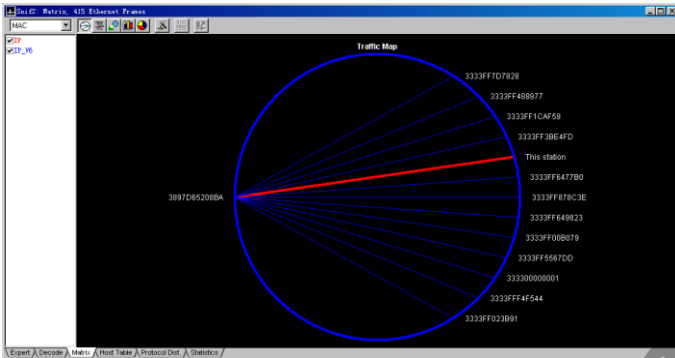 Snif2: Matrix, 415 Ethernet Frames
MAC
IP
IP_V6
Traffic Map
3333FF7D7828
3333FF488877
3333FF1CAF59
3333FF3BE4FD
This station
3333FF6477B0
3897D65208BA
3333FF878C3E
3333FF649823
3333FF00B079
3333FF5567DD
333300000001
3333FFF4F544
3333FF023B91
Expert Decode Matrix Host Table Protocol Dist. Statistics